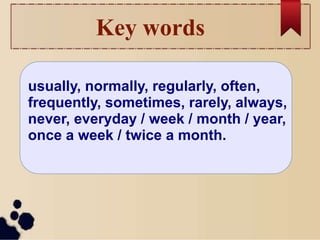 Key words
usually, normally, regularly, often,
frequently, sometimes, rarely, always,
never, everyday / week / month / year,
once a week / twice a month.